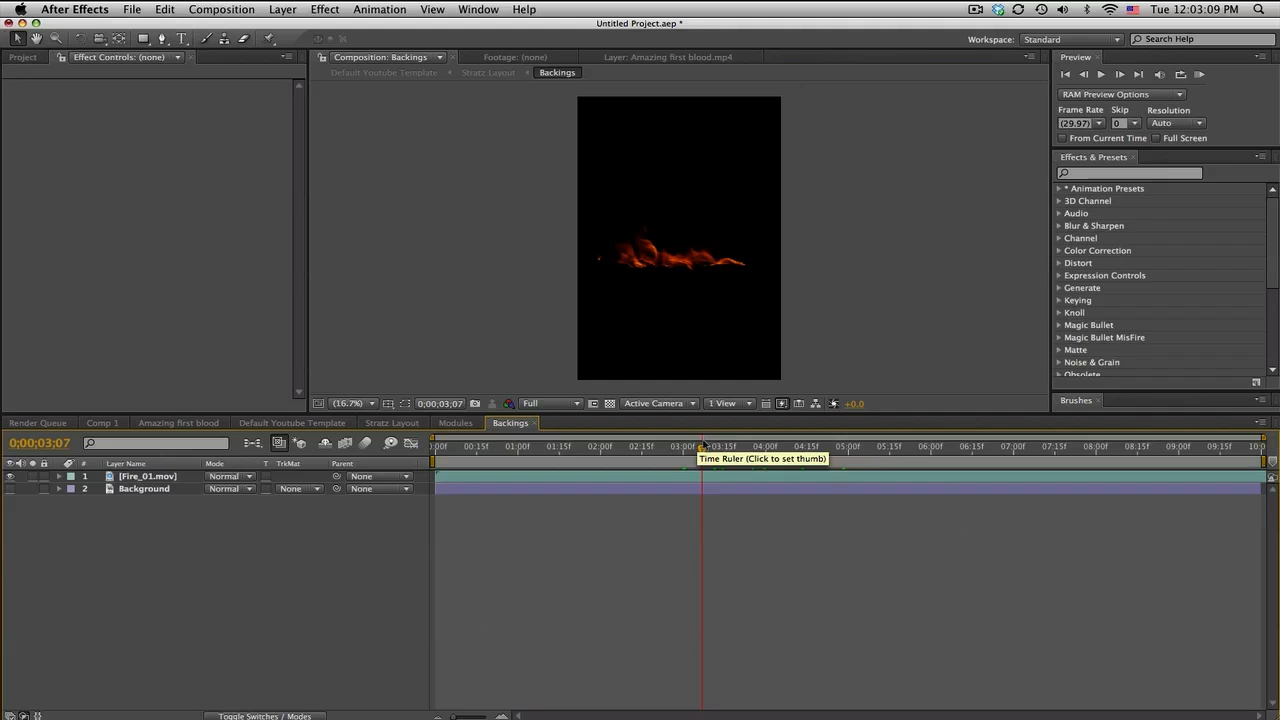 After Effects File Edit Composition Layer Effect Animation View Window Help Tue 12:03:09 PM
Untitled Project.aep *
Workspace: Standard Search Help
Project Effect Controls: (none) Composition: Backings Footage: (none) Layer: Amazing first blood.mp4 Preview
Default Youtube Template Stratz Layout Backings
RAM Preview Options
Frame Rate Skip Resolution
(29.97) 0 Auto
From Current Time Full Screen
Effects & Presets
* Animation Presets
3D Channel
Audio
Blur & Sharpen
Channel
Color Correction
Distort
Expression Controls
Generate
Keying
Knoll
Magic Bullet
Magic Bullet MisFire
Matte
Noise & Grain
Obsolete
(16.7%) 0;00;03;07 Full Active Camera 1 View +0.0 Brushes
Render Queue Comp 1 Amazing first blood Default Youtube Template Stratz Layout Modules Backings
0;00;03;07 :00f 00:15f 01:00f 01:15f 02:00f 02:15f 03:00f 03:15f 04:00f 04:15f 05:00f 05:15f 06:00f 06:15f 07:00f 07:15f 08:00f 08:15f 09:00f 09:15f 10:0
Time Ruler (Click to set thumb)
# Layer Name Mode T TrkMat Parent
1 [Fire_01.mov] Normal None
2 Background Normal None None
Toggle Switches / Modes